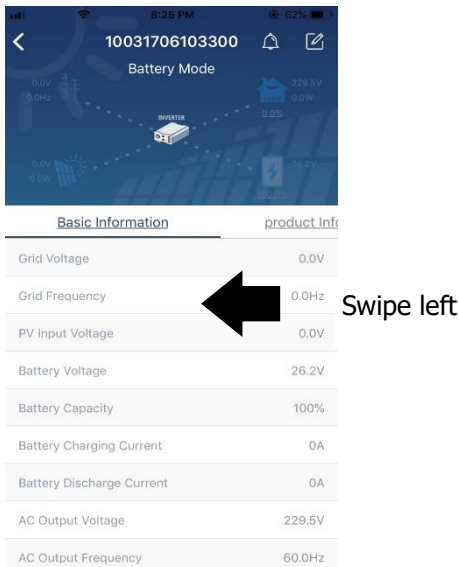 8:25 PM 62%
10031706103300
Battery Mode
0.0V
0.0Hz
229.5V
0.0W
0.0%
INVERTER
0.0V
0.0W
26.2V
100.0%
Basic Information product Info
Grid Voltage 0.0V
Grid Frequency 0.0Hz
Swipe left
PV Input Voltage 0.0V
Battery Voltage 26.2V
Battery Capacity 100%
Battery Charging Current 0A
Battery Discharge Current 0A
AC Output Voltage 229.5V
AC Output Frequency 60.0Hz